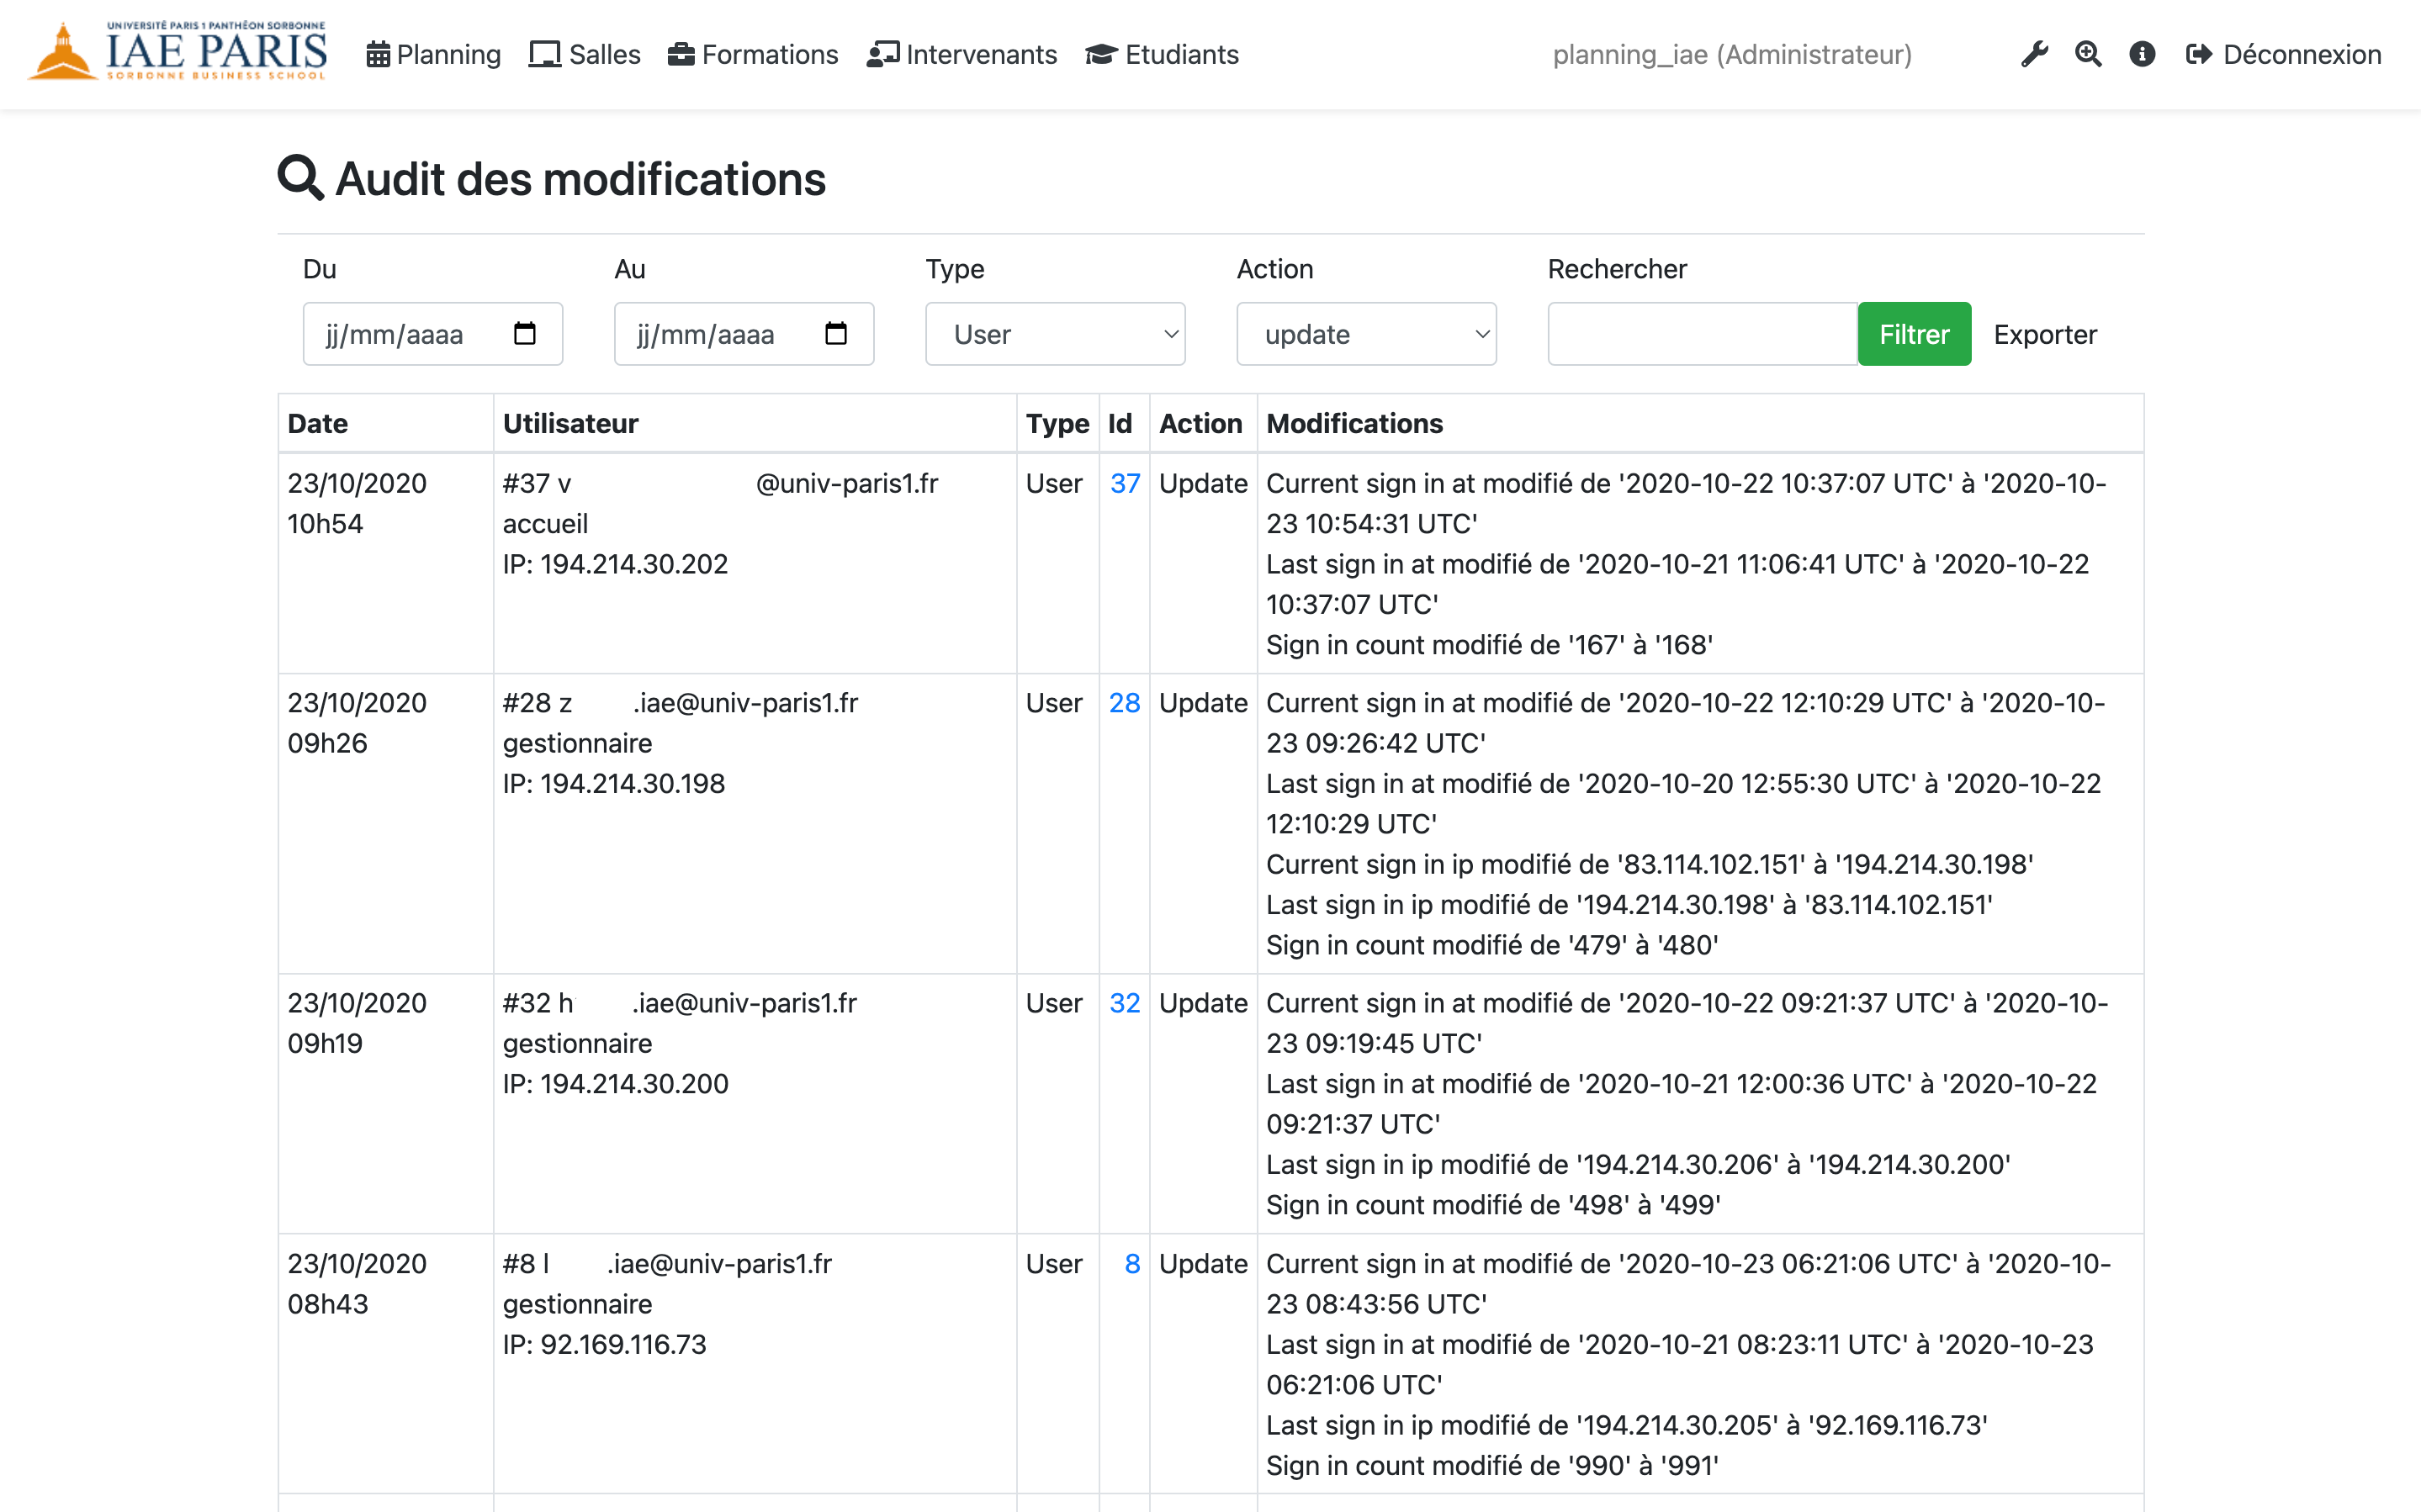 UNIVERSITÉ PARIS 1 PANTHÉON SORBONNE
IAE PARIS
SORBONNE BUSINESS SCHOOL
Planning Salles Formations Intervenants Etudiants planning_iae (Administrateur) Déconnexion
Audit des modifications
Du Au Type Action Rechercher
jj/mm/aaaa jj/mm/aaaa User update Filtrer Exporter
Date Utilisateur Type Id Action Modifications
23/10/2020 #37 v @univ-paris1.fr User 37 Update Current sign in at modifié de '2020-10-22 10:37:07 UTC' à '2020-10-
10h54 accueil 23 10:54:31 UTC'
IP: 194.214.30.202 Last sign in at modifié de '2020-10-21 11:06:41 UTC' à '2020-10-22
10:37:07 UTC'
Sign in count modifié de '167' à '168'
23/10/2020 #28 z .iae@univ-paris1.fr User 28 Update Current sign in at modifié de '2020-10-22 12:10:29 UTC' à '2020-10-
09h26 gestionnaire 23 09:26:42 UTC'
IP: 194.214.30.198 Last sign in at modifié de '2020-10-20 12:55:30 UTC' à '2020-10-22
12:10:29 UTC'
Current sign in ip modifié de '83.114.102.151' à '194.214.30.198'
Last sign in ip modifié de '194.214.30.198' à '83.114.102.151'
Sign in count modifié de '479' à '480'
23/10/2020 #32 h .iae@univ-paris1.fr User 32 Update Current sign in at modifié de '2020-10-22 09:21:37 UTC' à '2020-10-
09h19 gestionnaire 23 09:19:45 UTC'
IP: 194.214.30.200 Last sign in at modifié de '2020-10-21 12:00:36 UTC' à '2020-10-22
09:21:37 UTC'
Last sign in ip modifié de '194.214.30.206' à '194.214.30.200'
Sign in count modifié de '498' à '499'
23/10/2020 #8 l .iae@univ-paris1.fr User 8 Update Current sign in at modifié de '2020-10-23 06:21:06 UTC' à '2020-10-
08h43 gestionnaire 23 08:43:56 UTC'
IP: 92.169.116.73 Last sign in at modifié de '2020-10-21 08:23:11 UTC' à '2020-10-23
06:21:06 UTC'
Last sign in ip modifié de '194.214.30.205' à '92.169.116.73'
Sign in count modifié de '990' à '991'